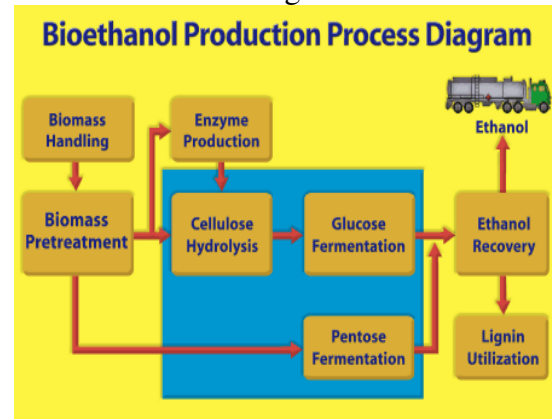 Bioethanol Production Process Diagram
Ethanol
Biomass
Handling
Enzyme
Production
Biomass
Pretreatment
Cellulose
Hydrolysis
Glucose
Fermentation
Ethanol
Recovery
Pentose
Fermentation
Lignin
Utilization